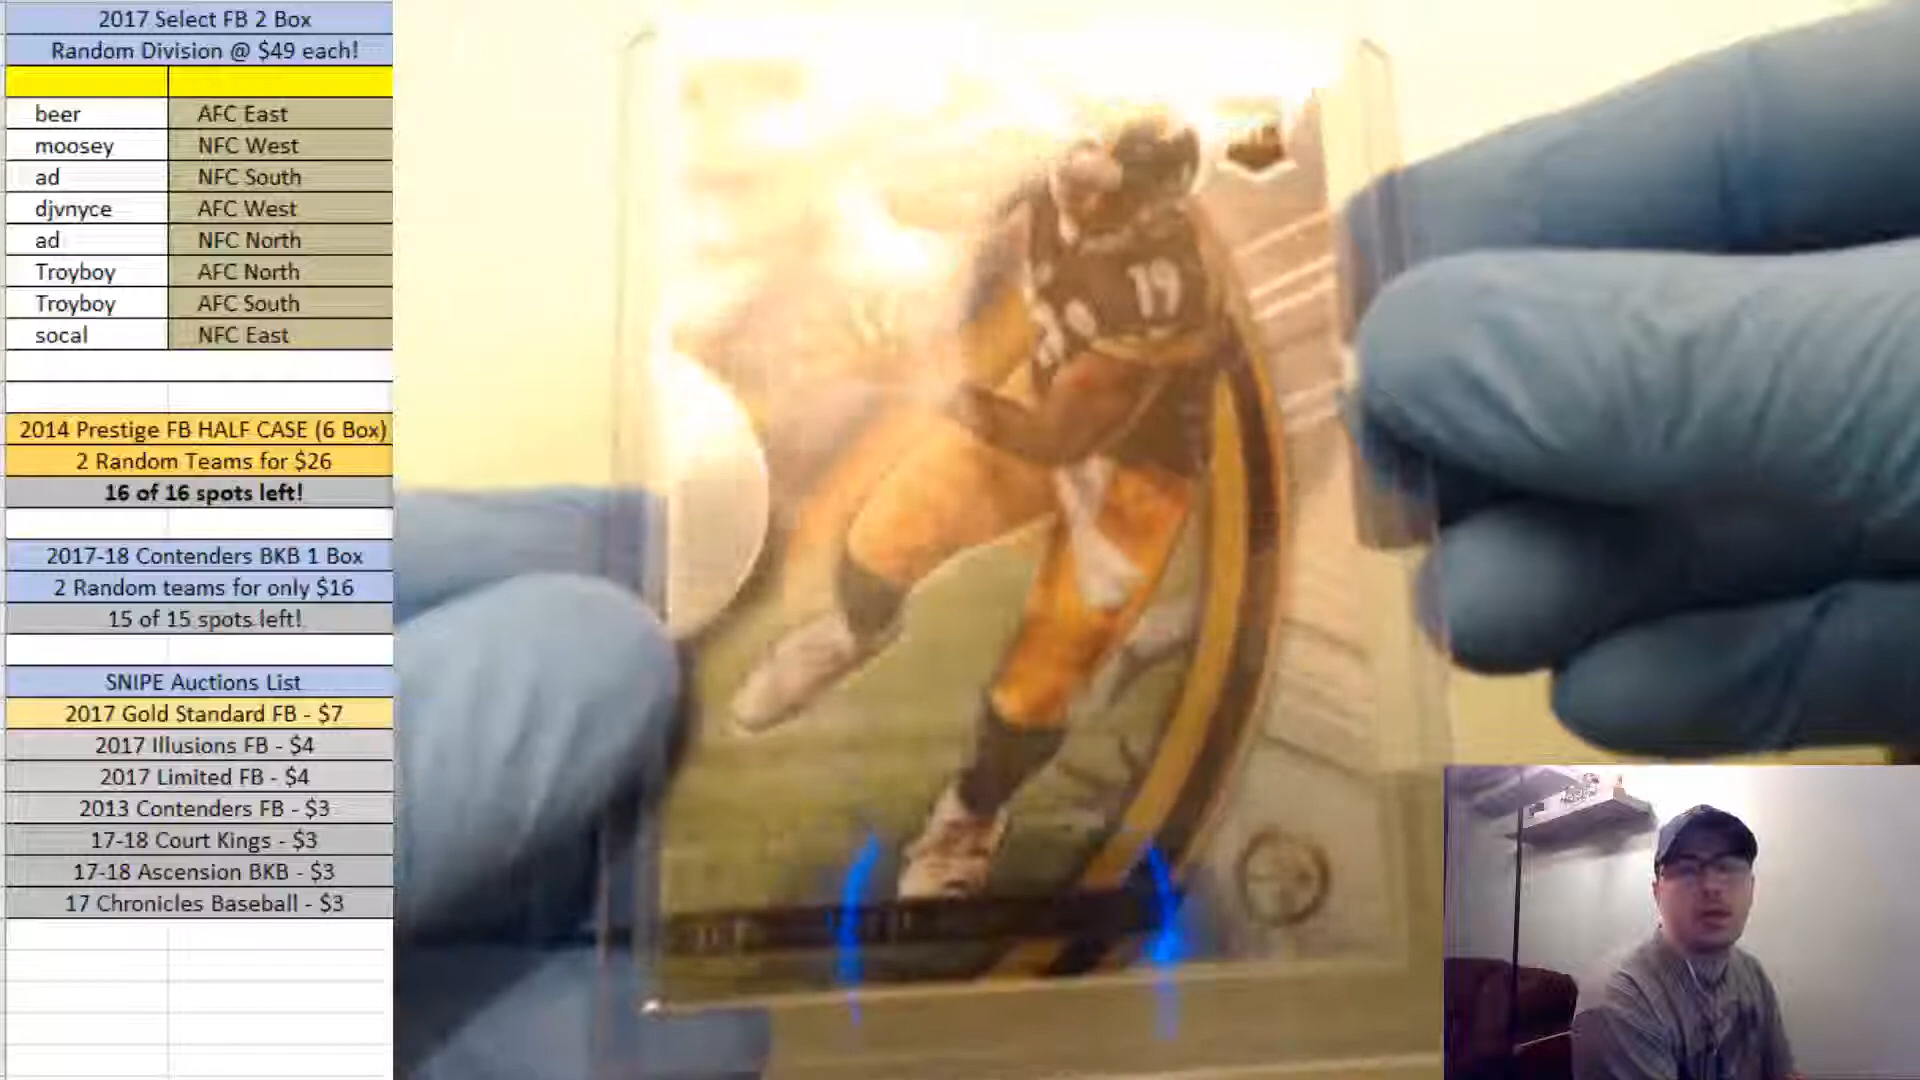 2017 Select FB 2 Box
Random Division @ $49 each!
beer AFC East
moosey NFC West
ad NFC South
djvnyce AFC West
ad NFC North
Troyboy AFC North
Troyboy AFC South
socal NFC East
2014 Prestige FB HALF CASE (6 Box)
2 Random Teams for $26
16 of 16 spots left!
2017-18 Contenders BKB 1 Box
2 Random teams for only $16
15 of 15 spots left!
SNIPE Auctions List
2017 Gold Standard FB - $7
2017 Illusions FB - $4
2017 Limited FB - $4
2013 Contenders FB - $3
17-18 Court Kings - $3
17-18 Ascension BKB - $3
17 Chronicles Baseball - $3
19